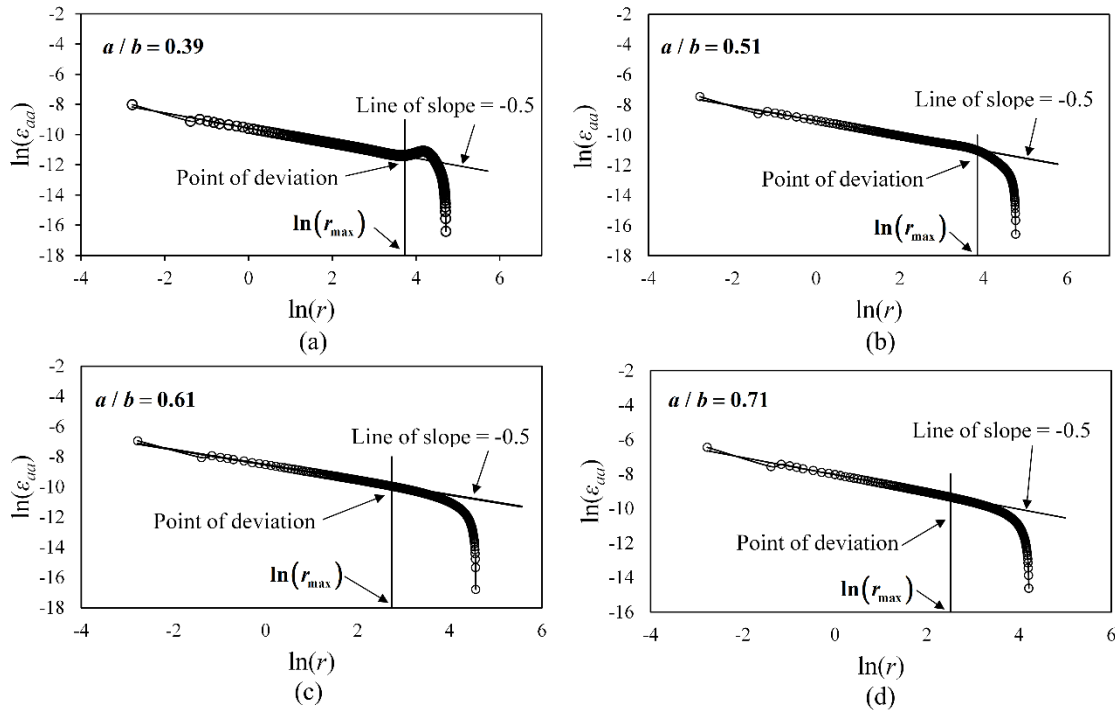 a / b = 0.39
-2
-4
-6
-8
-10
-12
-14
-16
-18
ln(εaa)
Line of slope = -0.5
Point of deviation
ln(rmax)
-4 -2 0 2 4 6
ln(r)
(a)
a / b = 0.51
-2
-4
-6
-8
-10
-12
-14
-16
-18
ln(εaa)
Line of slope = -0.5
Point of deviation
ln(rmax)
-4 -2 0 2 4 6
ln(r)
(b)
a / b = 0.61
-2
-4
-6
-8
-10
-12
-14
-16
-18
ln(εaa)
Line of slope = -0.5
Point of deviation
ln(rmax)
-4 -2 0 2 4 6
ln(r)
(c)
a / b = 0.71
-2
-4
-6
-8
-10
-12
-14
-16
ln(εaa)
Line of slope = -0.5
Point of deviation
ln(rmax)
-4 -2 0 2 4 6
ln(r)
(d)